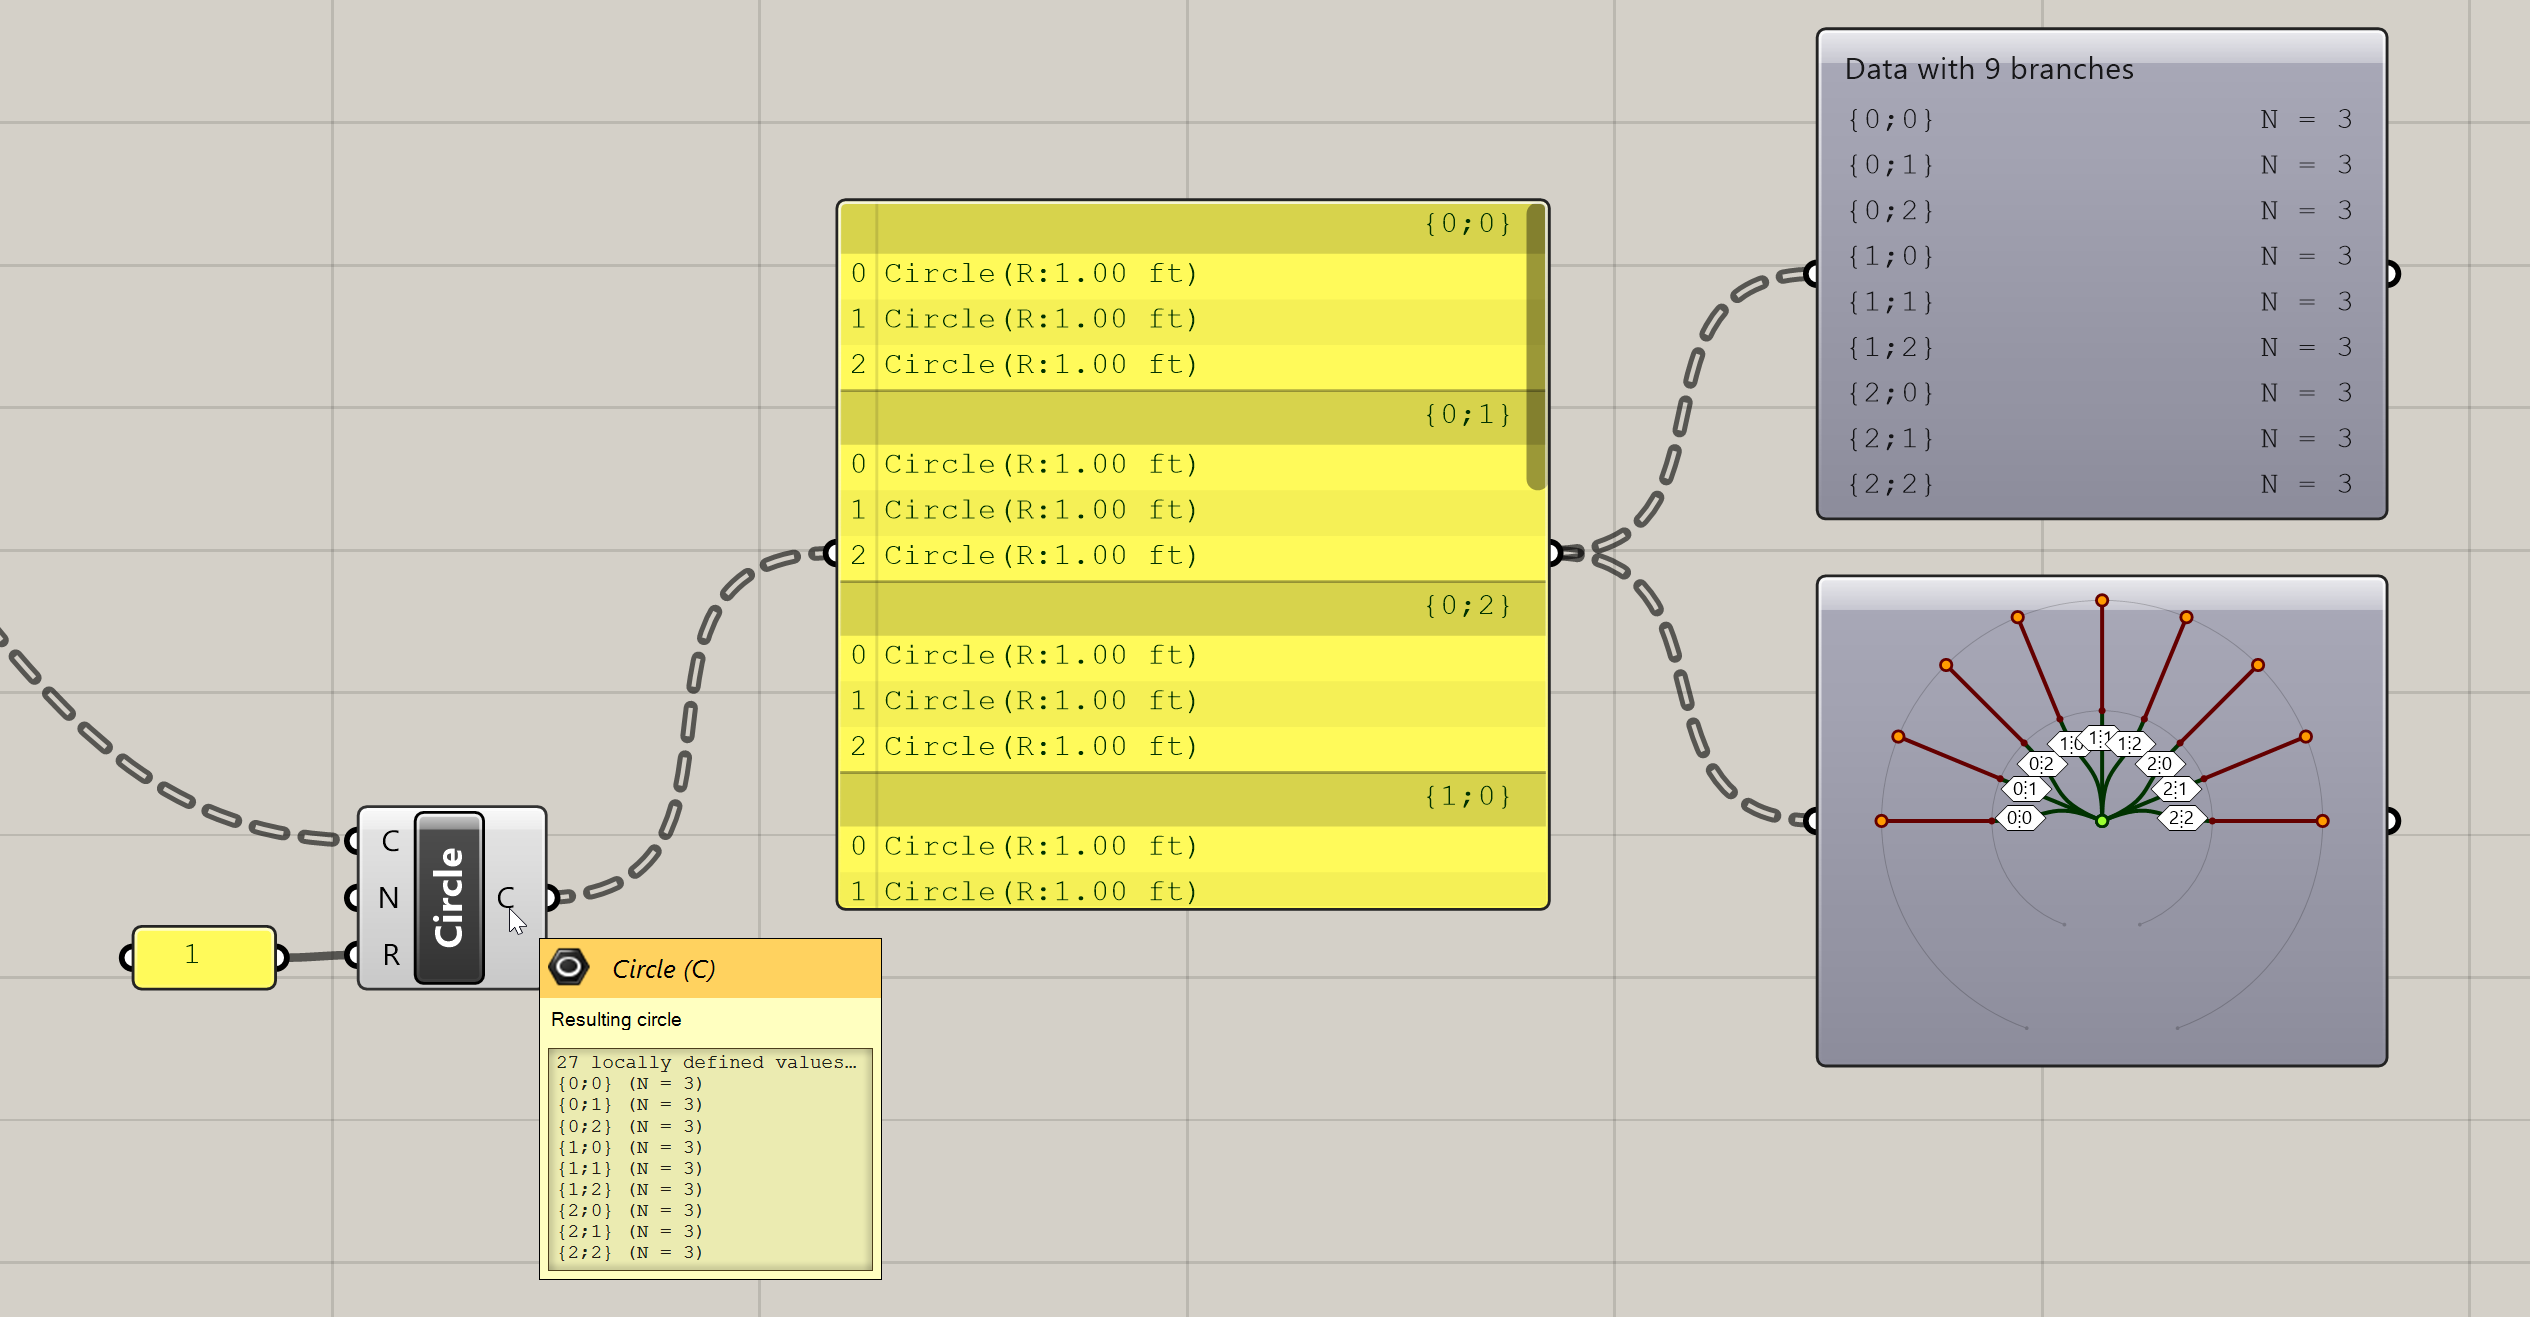 C
N
R
Circle
C
1
Circle (C)
Resulting circle
27 locally defined values…
{0;0} (N = 3)
{0;1} (N = 3)
{0;2} (N = 3)
{1;0} (N = 3)
{1;1} (N = 3)
{1;2} (N = 3)
{2;0} (N = 3)
{2;1} (N = 3)
{2;2} (N = 3)
{0;0}
0 Circle(R:1.00 ft)
1 Circle(R:1.00 ft)
2 Circle(R:1.00 ft)
{0;1}
0 Circle(R:1.00 ft)
1 Circle(R:1.00 ft)
2 Circle(R:1.00 ft)
{0;2}
0 Circle(R:1.00 ft)
1 Circle(R:1.00 ft)
2 Circle(R:1.00 ft)
{1;0}
0 Circle(R:1.00 ft)
1 Circle(R:1.00 ft)
Data with 9 branches
{0;0} N = 3
{0;1} N = 3
{0;2} N = 3
{1;0} N = 3
{1;1} N = 3
{1;2} N = 3
{2;0} N = 3
{2;1} N = 3
{2;2} N = 3
0⁝0
0⁝1
0⁝2
1⁝0
1⁝1
1⁝2
2⁝0
2⁝1
2⁝2